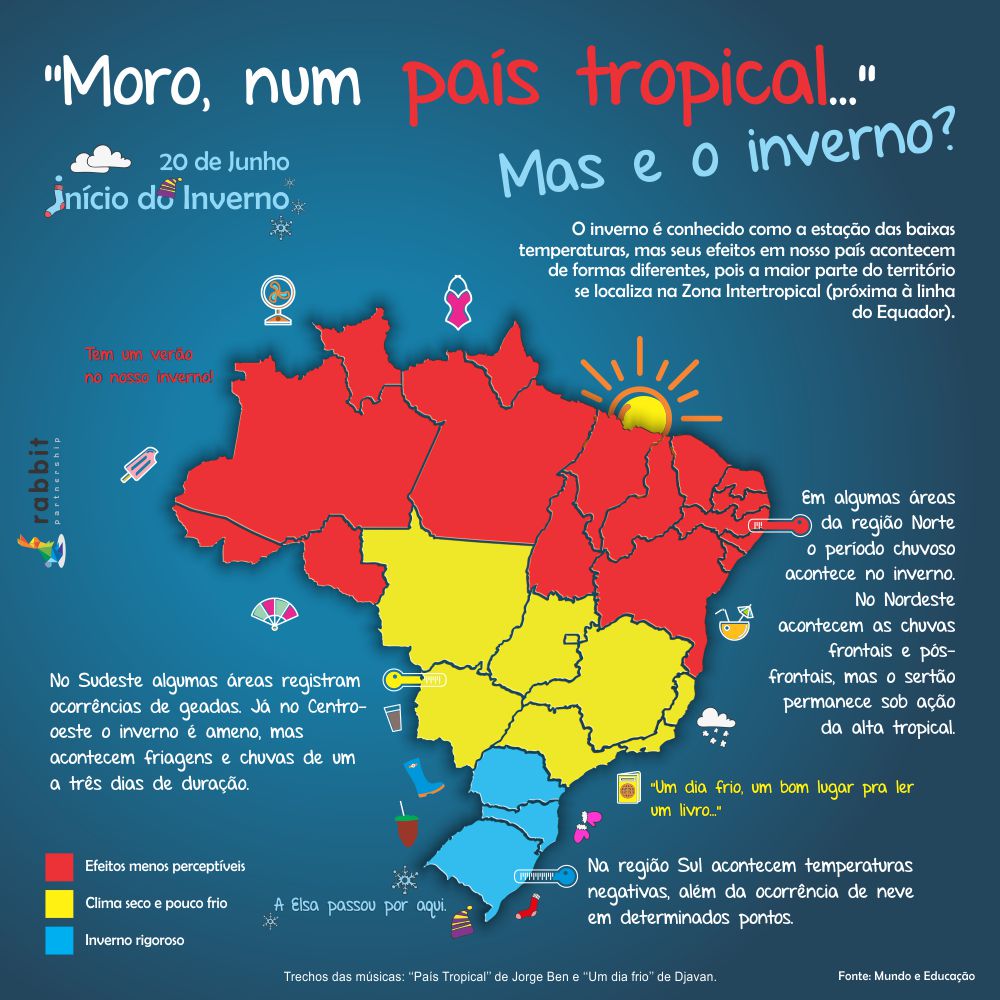 "Moro, num país tropical..."
Mas e o inverno?
20 de Junho
início do Inverno
O inverno é conhecido como a estação das baixas
temperaturas, mas seus efeitos em nosso país acontecem
de formas diferentes, pois a maior parte do território
se localiza na Zona Intertropical (próxima à linha
do Equador).
Tem um verão
no nosso inverno!
rabbit
partnership
Em algumas áreas
da região Norte
o período chuvoso
acontece no inverno.
No Nordeste
acontecem as chuvas
frontais e pós-
frontais, mas o sertão
permanece sob ação
da alta tropical.
No Sudeste algumas áreas registram
ocorrências de geadas. Já no Centro-
oeste o inverno é ameno, mas
acontecem friagens e chuvas de um
a três dias de duração.
"Um dia frio, um bom lugar pra ler
um livro..."
Efeitos menos perceptíveis
Clima seco e pouco frio
Inverno rigoroso
A Elsa passou por aqui.
Na região Sul acontecem temperaturas
negativas, além da ocorrência de neve
em determinados pontos.
Trechos das músicas: "País Tropical" de Jorge Ben e "Um dia frio" de Djavan.
Fonte: Mundo e Educação